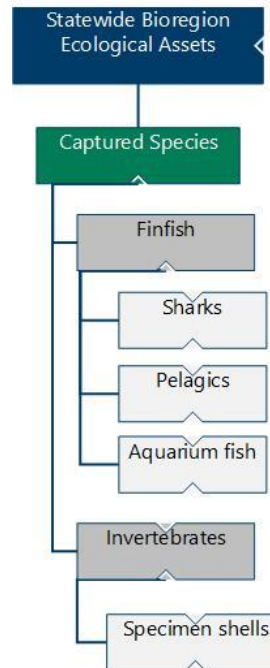 Statewide Bioregion
Ecological Assets
Captured Species
Finfish
Sharks
Pelagics
Aquarium fish
Invertebrates
Specimen shells